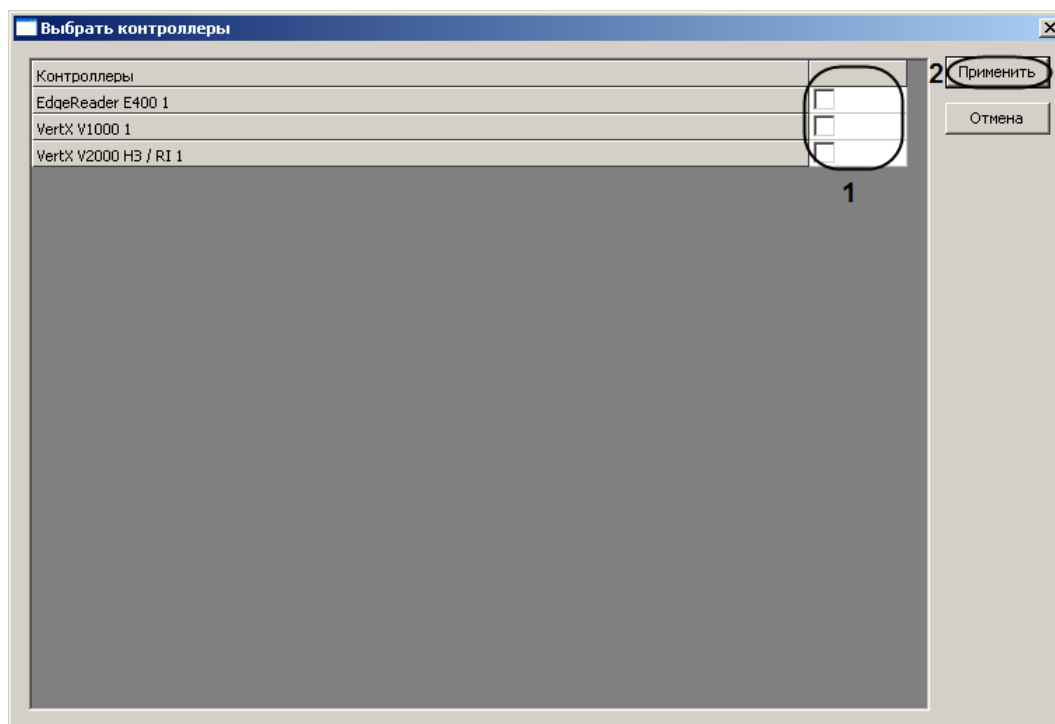 Выбрать контроллеры
Контроллеры
EdgeReader E400 1
VertX V1000 1
VertX V2000 H3 / RI 1
1
2 Применить
Отмена